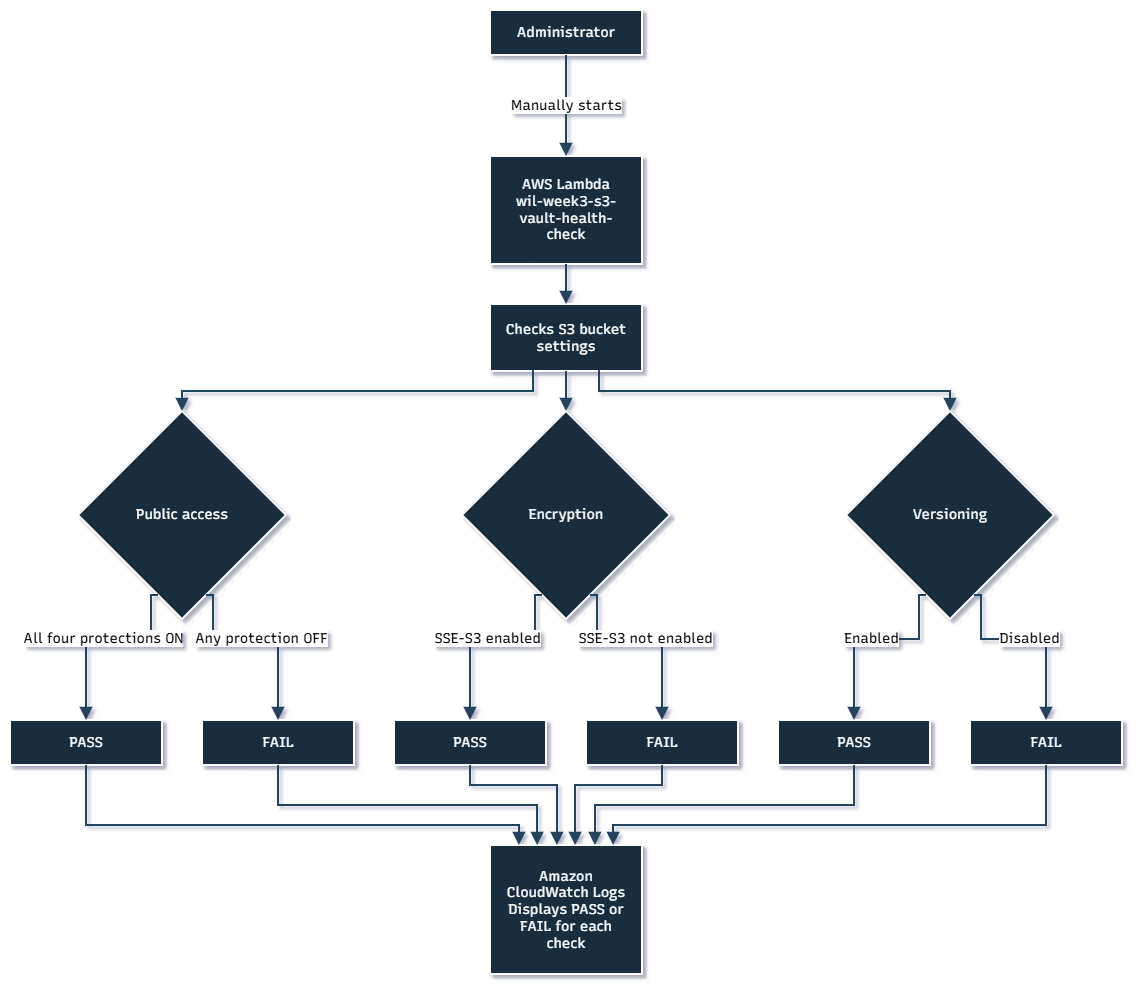 Administrator
Manually starts
AWS Lambda
wil-week3-s3-
vault-health-
check
Checks S3 bucket
settings
Public access
Encryption
Versioning
All four protections ON
Any protection OFF
SSE-S3 enabled
SSE-S3 not enabled
Enabled
Disabled
PASS
FAIL
PASS
FAIL
PASS
FAIL
Amazon
CloudWatch Logs
Displays PASS or
FAIL for each
check